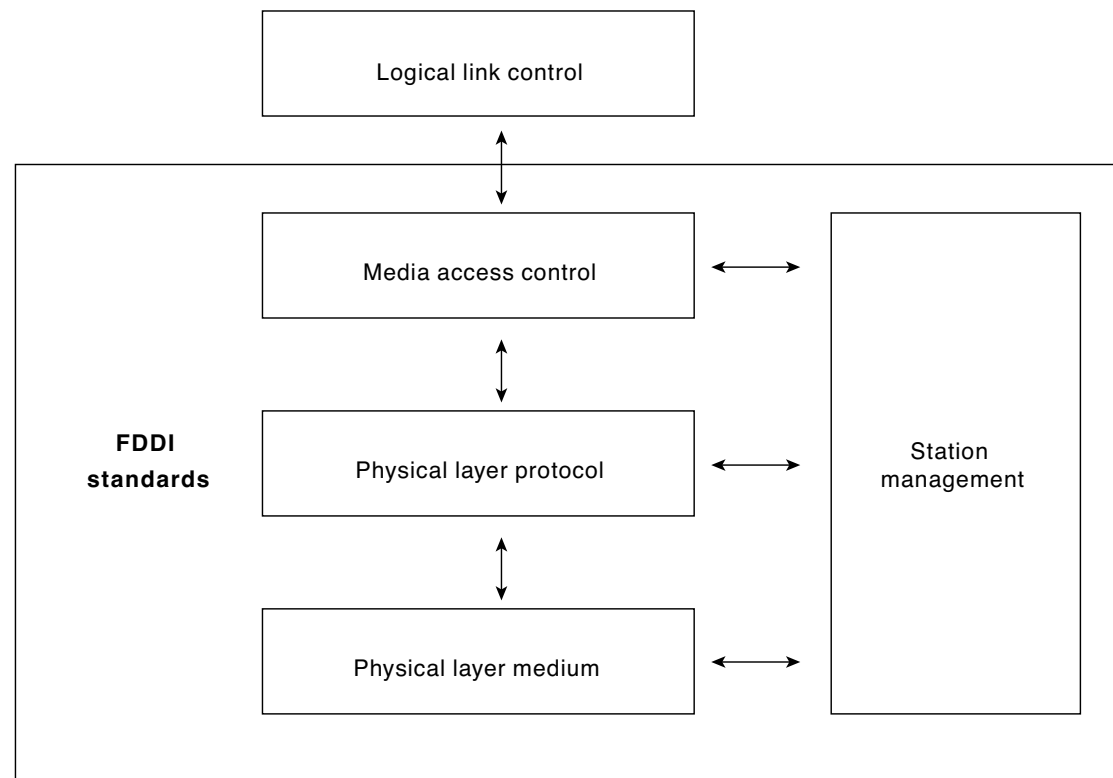 Logical link control
Media access control
FDDI
standards
Physical layer protocol
Station
management
Physical layer medium